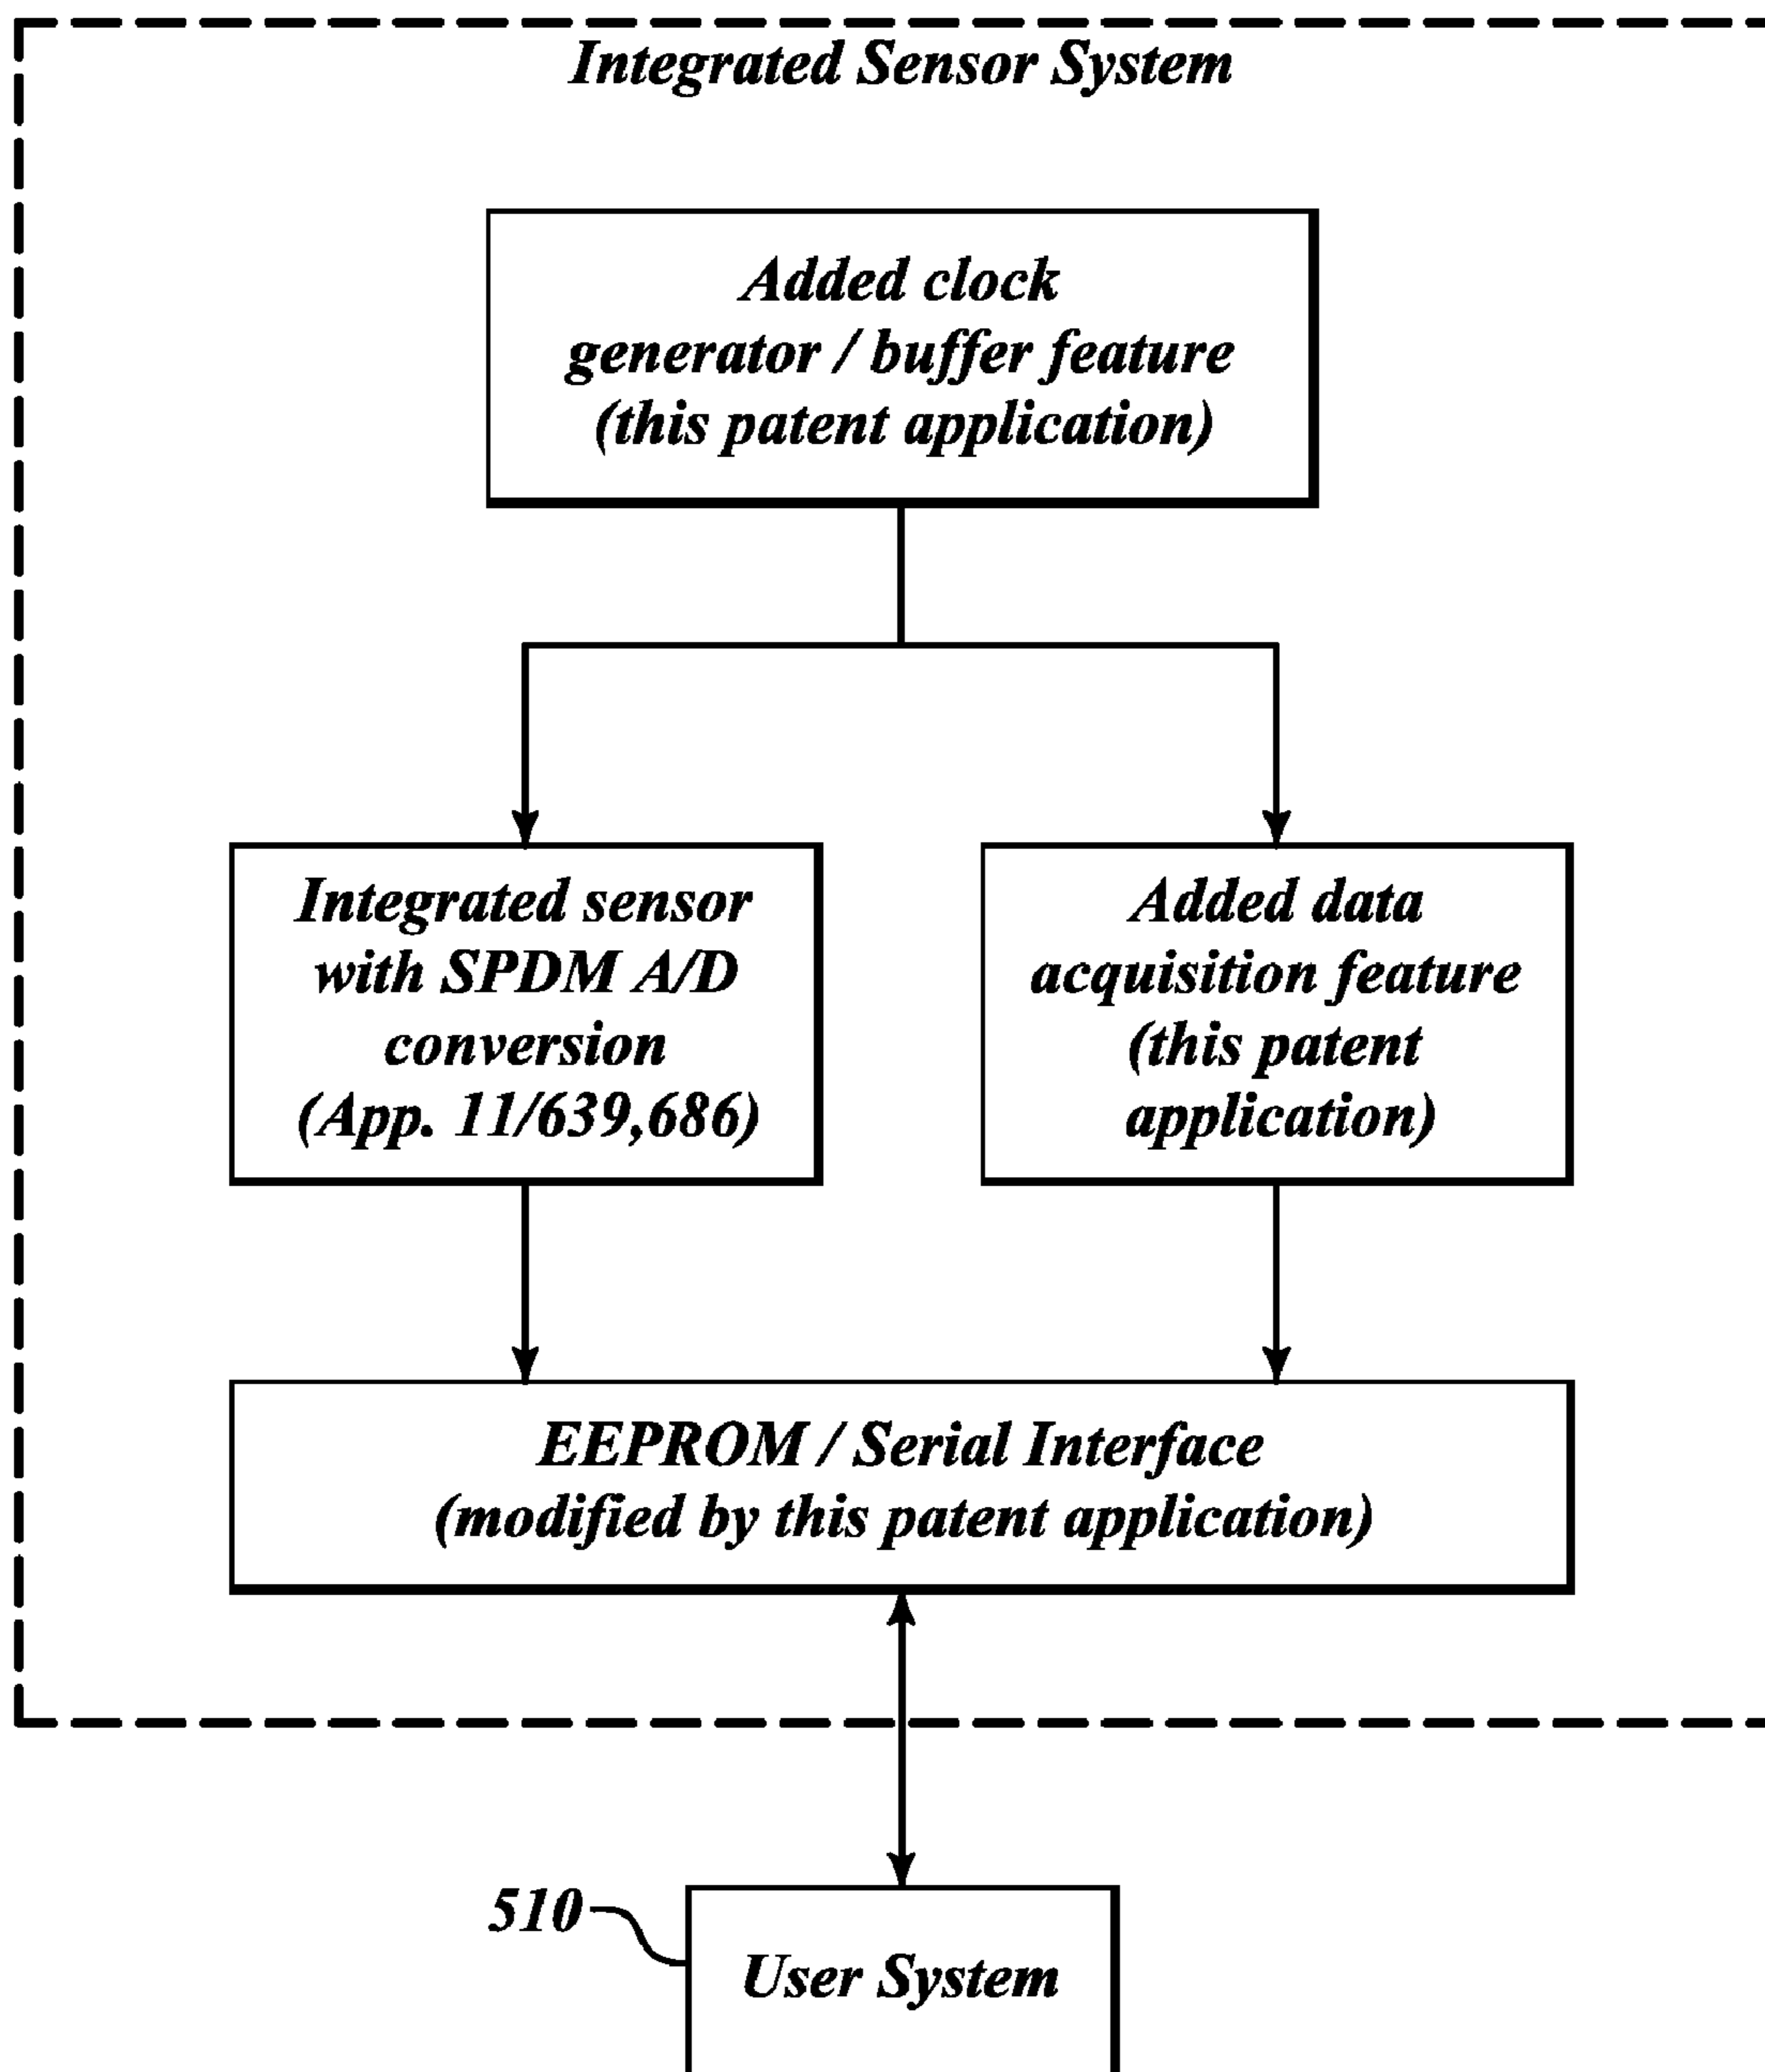 Integrated Sensor System
Added clock
generator / buffer feature
(this patent application)
Integrated sensor
with SPDM A/D
conversion
(App. 11/639,686)
Added data
acquisition feature
(this patent
application)
EEPROM / Serial Interface
(modified by this patent application)
510
User System